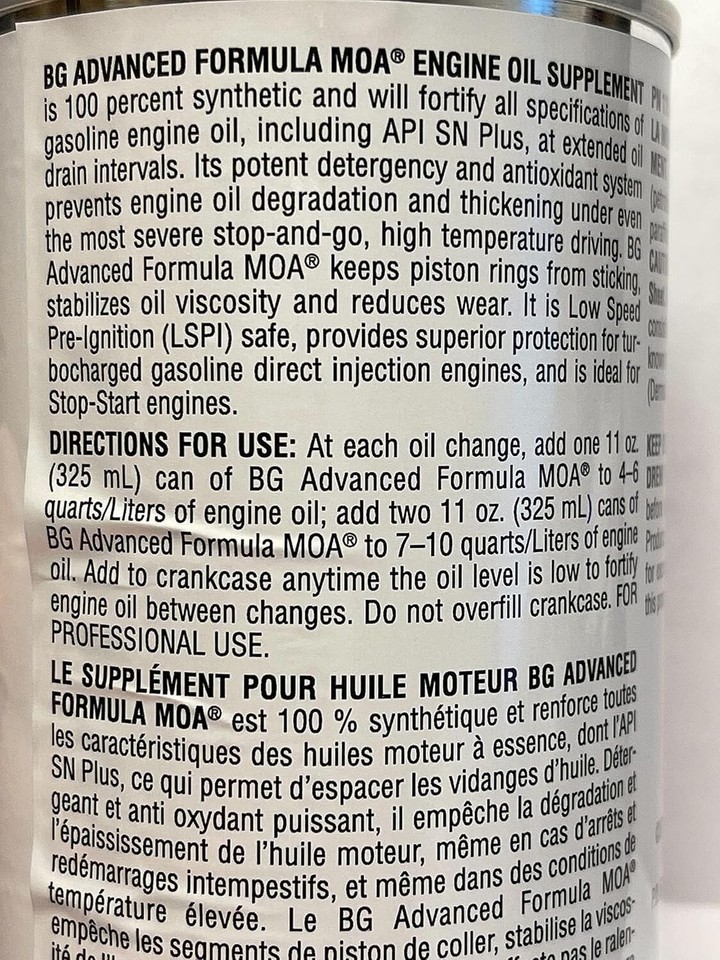 BG ADVANCED FORMULA MOA® ENGINE OIL SUPPLEMENT
is 100 percent synthetic and will fortify all specifications of
gasoline engine oil, including API SN Plus, at extended oil
drain intervals. Its potent detergency and antioxidant system
prevents engine oil degradation and thickening under even
the most severe stop-and-go, high temperature driving. BG
Advanced Formula MOA® keeps piston rings from sticking,
stabilizes oil viscosity and reduces wear. It is Low Speed
Pre-Ignition (LSPI) safe, provides superior protection for tur-
bocharged gasoline direct injection engines, and is ideal for
Stop-Start engines.
DIRECTIONS FOR USE: At each oil change, add one 11 oz.
(325 mL) can of BG Advanced Formula MOA® to 4-6
quarts/Liters of engine oil; add two 11 oz. (325 mL) cans of
BG Advanced Formula MOA® to 7–10 quarts/Liters of engine
oil. Add to crankcase anytime the oil level is low to fortify
engine oil between changes. Do not overfill crankcase. FOR
PROFESSIONAL USE.
LE SUPPLÉMENT POUR HUILE MOTEUR BG ADVANCED
FORMULA MOA® est 100 % synthétique et renforce toutes
les caractéristiques des huiles moteur à essence, dont l'API
SN Plus, ce qui permet d'espacer les vidanges d'huile. Déter-
geant et anti oxydant puissant, il empêche la dégradation et
l'épaississement de l'huile moteur, même en cas d'arrêts et
redémarrages intempestifs, et même dans des conditions de
température élevée. Le BG Advanced Formula MOA®
empêche les segments de piston de coller, stabilise la viscos-
ité pas le ralen-